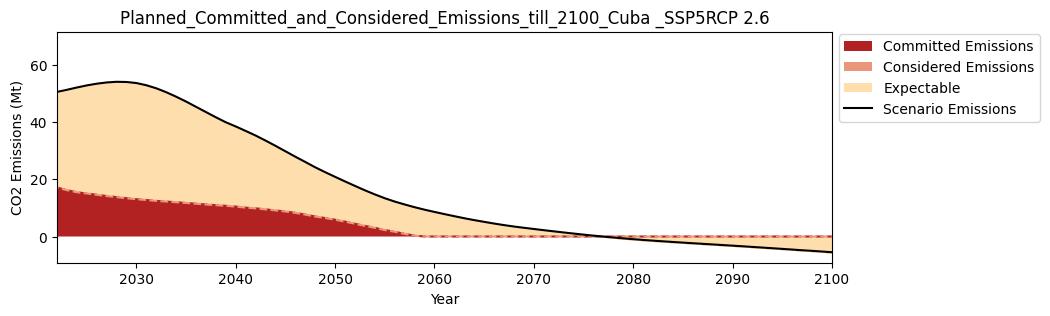 Planned_Committed_and_Considered_Emissions_till_2100_Cuba _SSP5RCP 2.6
Committed Emissions
Considered Emissions
Expectable
Scenario Emissions
CO2 Emissions (Mt)
60
40
20
0
2030 2040 2050 2060 2070 2080 2090 2100
Year